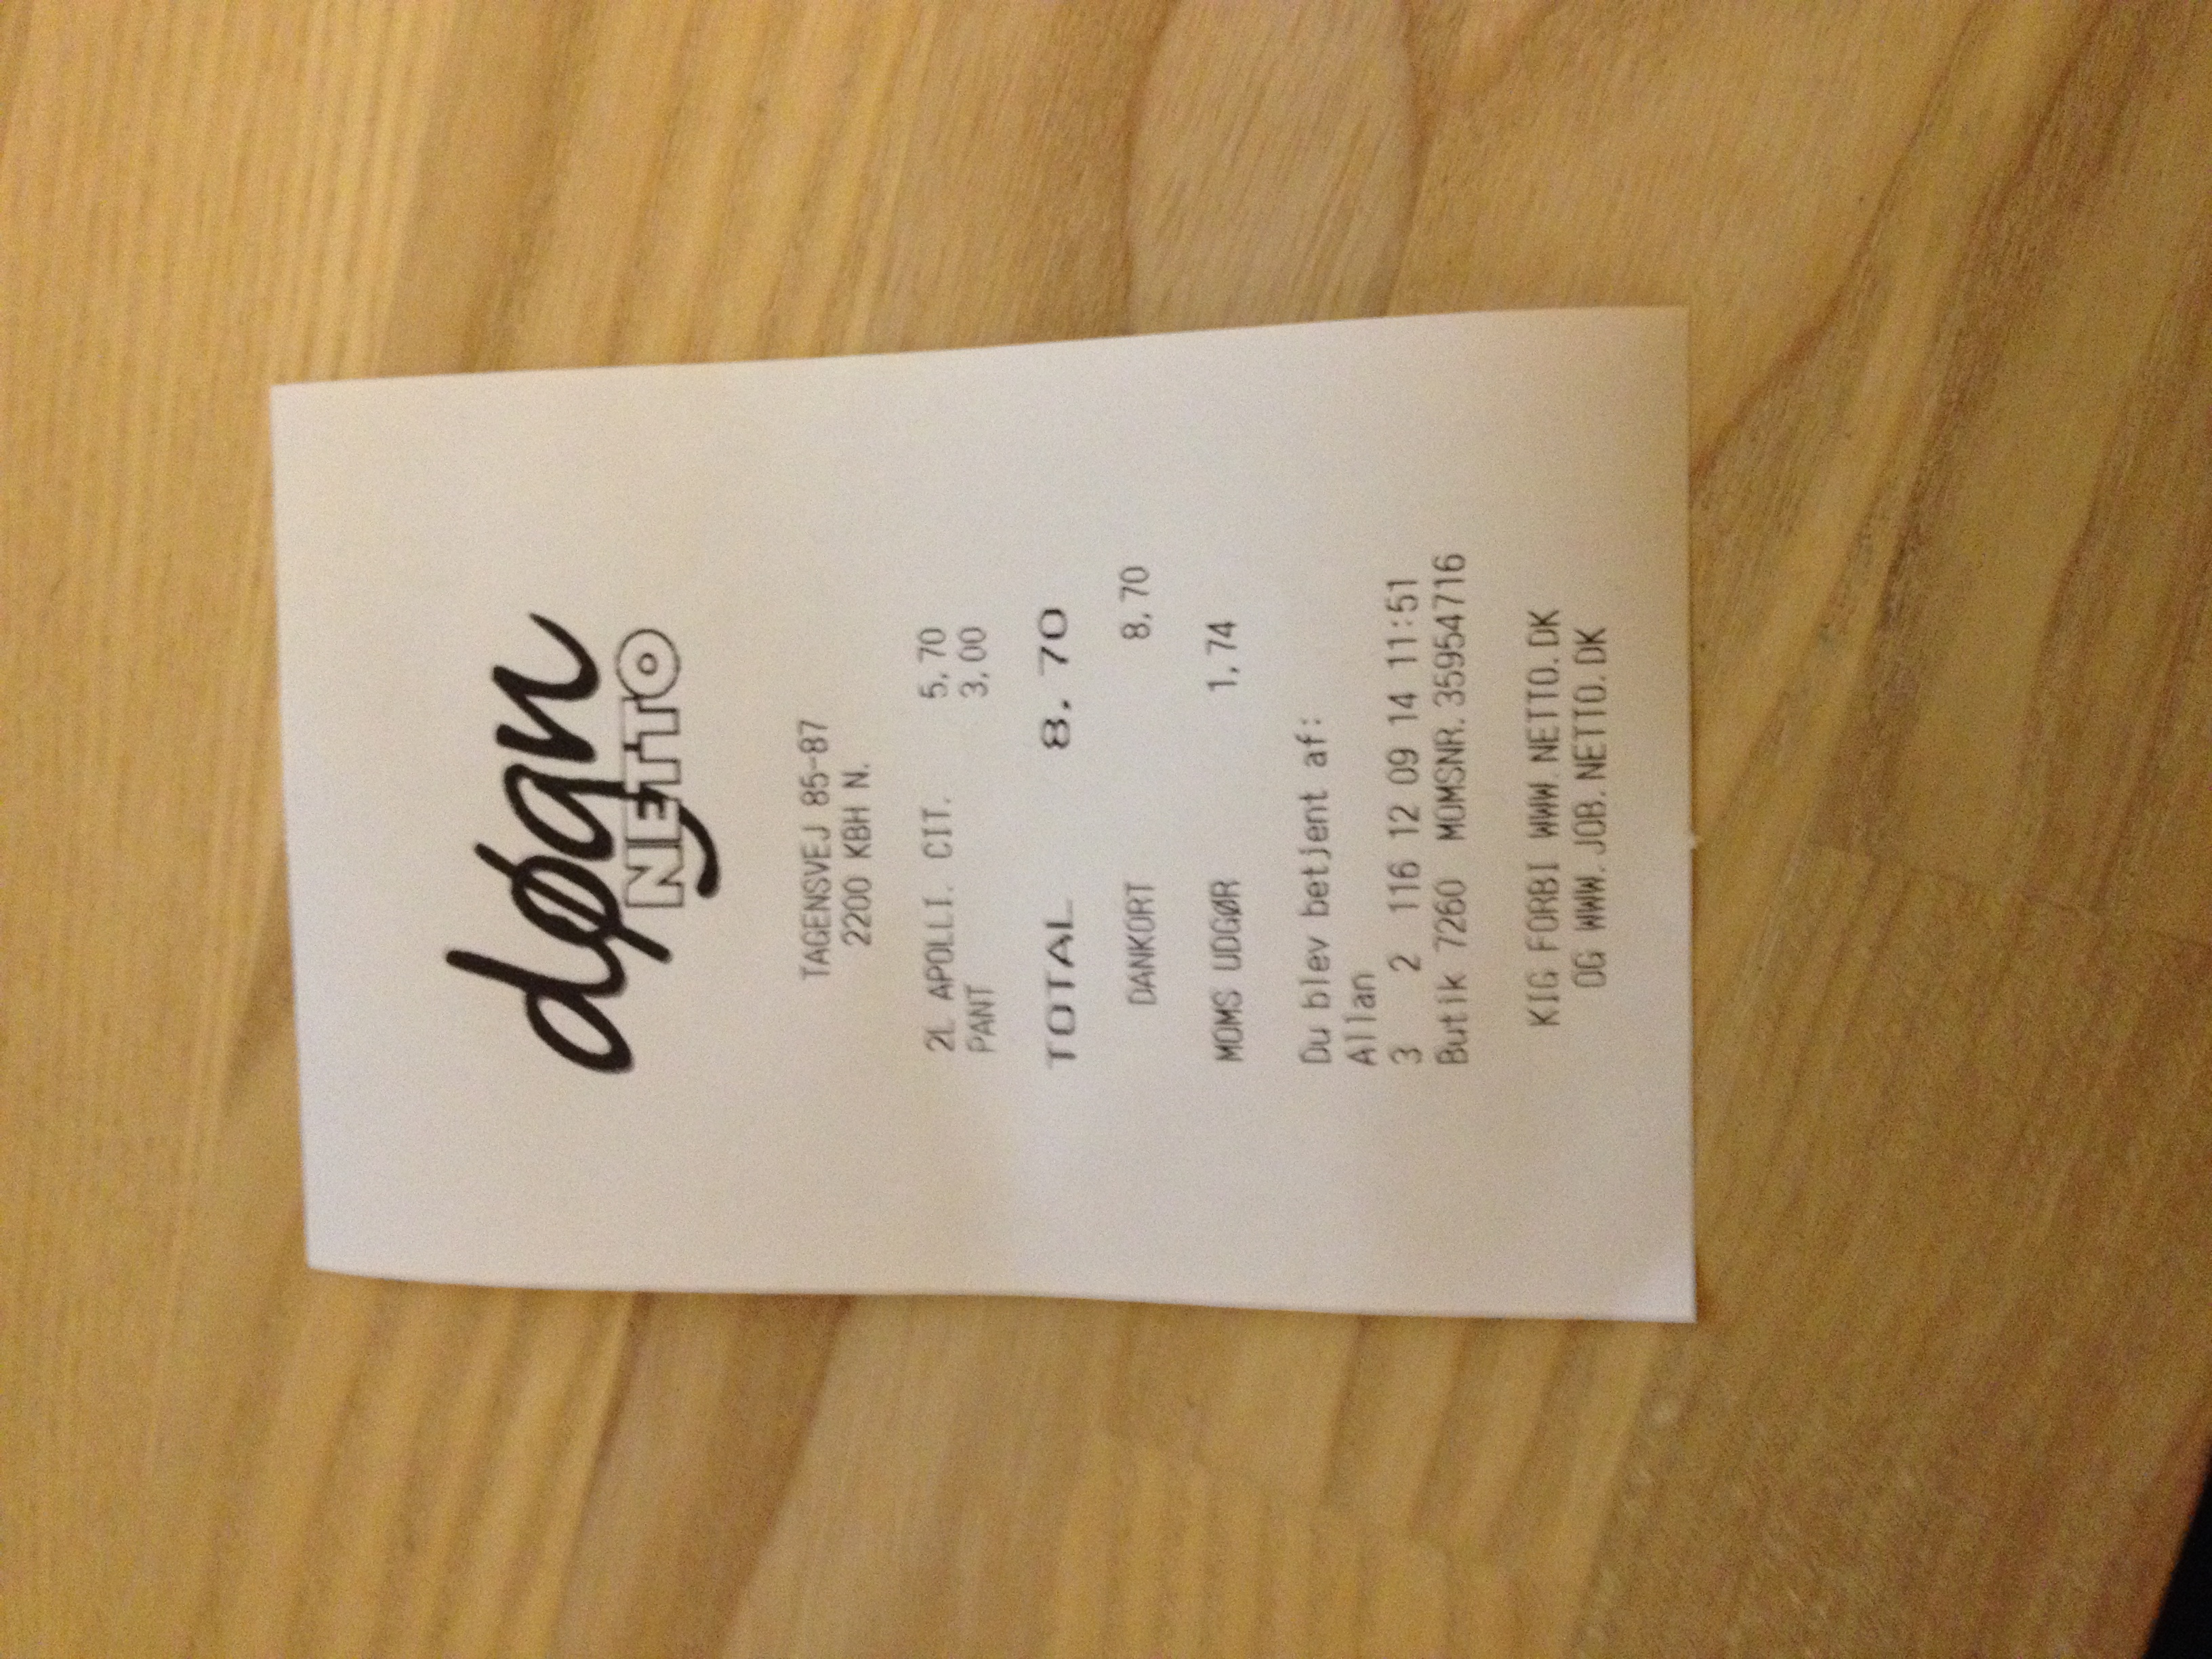 døgn
NETTO
TAGENSVEJ 85-87
2200 KBH N.
2L APOLLI. CIT. 5,70
PANT 3,00
TOTAL 8,70
DANKORT 8,70
MOMS UDGØR 1,74
Du blev betjent af:
Allan
3 2 116 12 09 14 11:51
Butik 7260 MOMSNR.35954716
KIG FORBI WWW.NETTO.DK
OG WWW.JOB.NETTO.DK